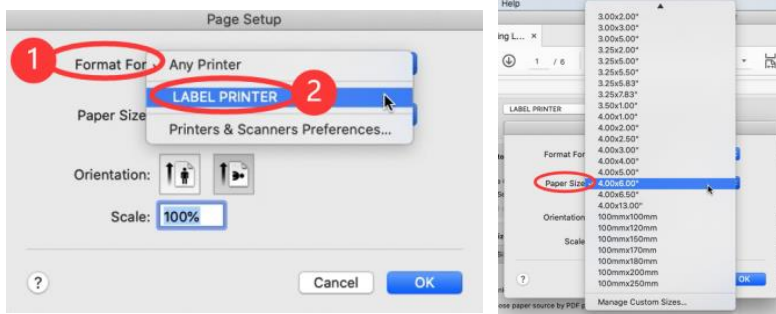 Page Setup
1
Format For
Any Printer
LABEL PRINTER
2
Paper Size
Printers & Scanners Preferences...
Orientation:
Scale:
100%
?
Cancel
OK
Help
ing L...
×
1 / 6
LABEL PRINTER
Format For
Paper Size
Orientation
Scale
3.00x2.00"
3.00x3.00"
3.00x5.00"
3.25x2.00"
3.25x5.00"
3.25x5.50"
3.25x5.83"
3.25x7.83"
3.50x1.00"
4.00x1.00"
4.00x2.00"
4.00x2.50"
4.00x3.00"
4.00x4.00"
4.00x5.00"
4.00x6.00"
4.00x6.50"
4.00x13.00"
100mmx100mm
100mmx120mm
100mmx150mm
100mmx170mm
100mmx180mm
100mmx200mm
100mmx250mm
Manage Custom Sizes...
?
OK
ose paper source by PDF p